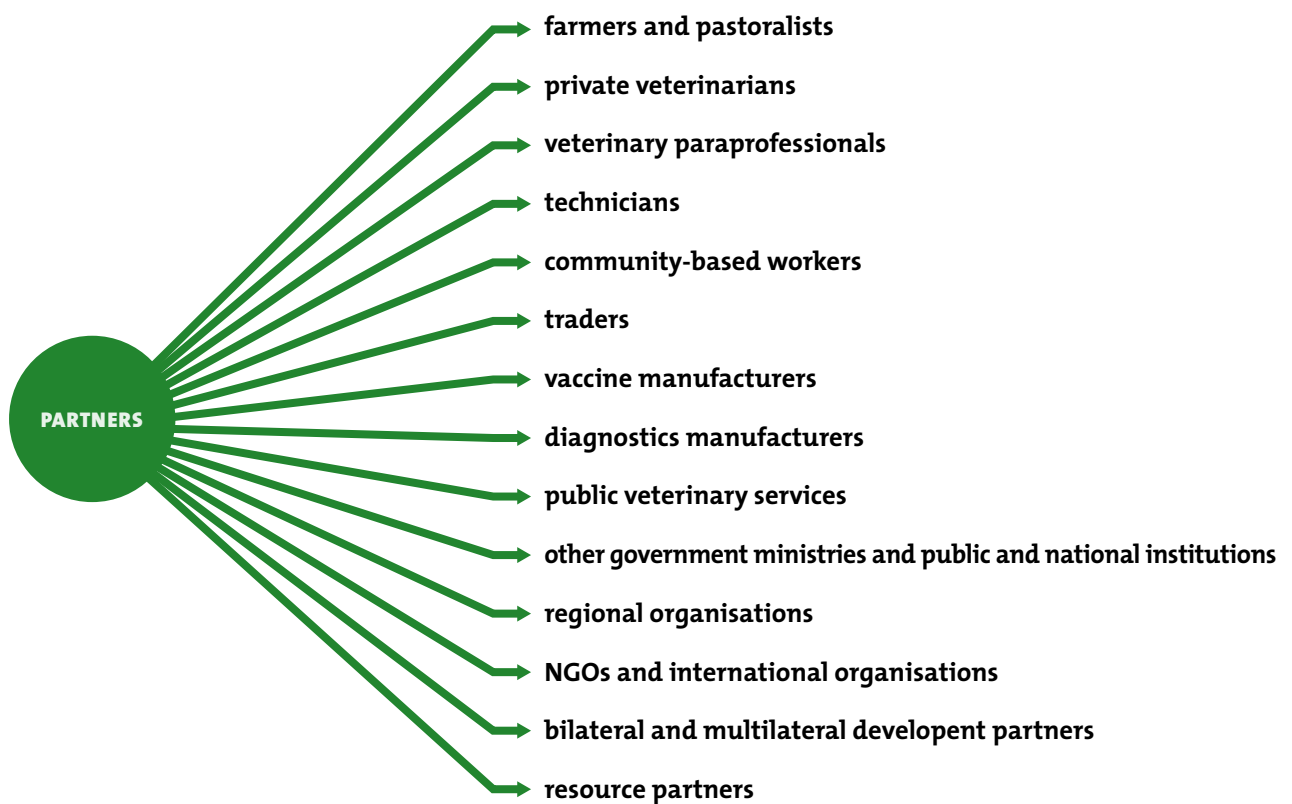 farmers and pastoralists
private veterinarians
veterinary paraprofessionals
technicians
community-based workers
traders
vaccine manufacturers
PARTNERS
diagnostics manufacturers
public veterinary services
other government ministries and public and national institutions
regional organisations
NGOs and international organisations
bilateral and multilateral developent partners
resource partners